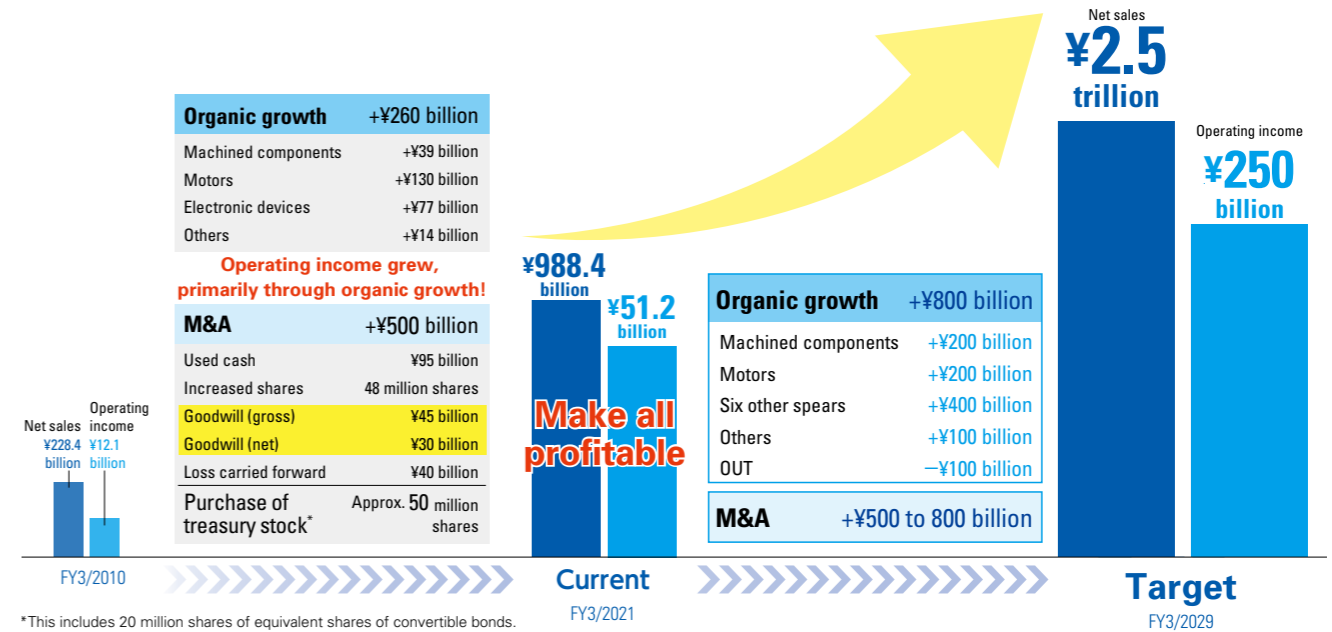 Net sales
¥2.5
trillion
Operating income
¥250
billion
Organic growth +¥260 billion
Machined components +¥39 billion
Motors +¥130 billion
Electronic devices +¥77 billion
Others +¥14 billion
Operating income grew,
primarily through organic growth!
M&A +¥500 billion
Used cash ¥95 billion
Increased shares 48 million shares
Goodwill (gross) ¥45 billion
Goodwill (net) ¥30 billion
Loss carried forward ¥40 billion
Purchase of
treasury stock*
Approx. 50 million
shares
Net sales
¥228.4
billion
Operating
income
¥12.1
billion
¥988.4
billion
¥51.2
billion
Make all
profitable
Organic growth +¥800 billion
Machined components +¥200 billion
Motors +¥200 billion
Six other spears +¥400 billion
Others +¥100 billion
OUT —¥100 billion
M&A +¥500 to 800 billion
FY3/2010
Current
FY3/2021
Target
FY3/2029
*This includes 20 million shares of equivalent shares of convertible bonds.